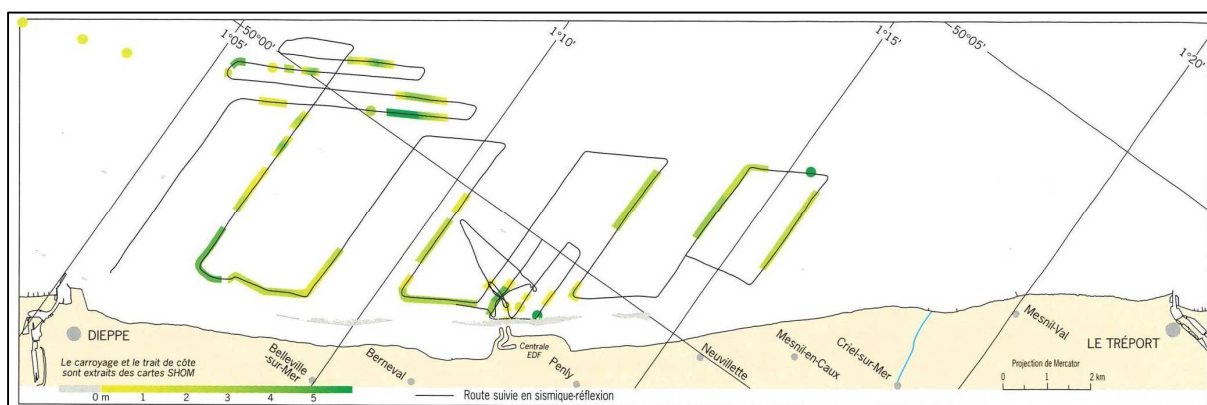 1°05'
50°00'
1°10'
1°15'
50°05'
1°20'
DIEPPE
Le carroyage et le trait de côte
sont extraits des cartes SHOM
Belleville
-sur-Mer
Berneval
Centrale
EDF
Penly
Neuvillette
Mesnil-en-Caux
Criel-sur-Mer
Mesnil-Val
LE TRÉPORT
Projection de Mercator
0 1 2 km
0 m 1 2 3 4 5
Route suivie en sismique-réflexion